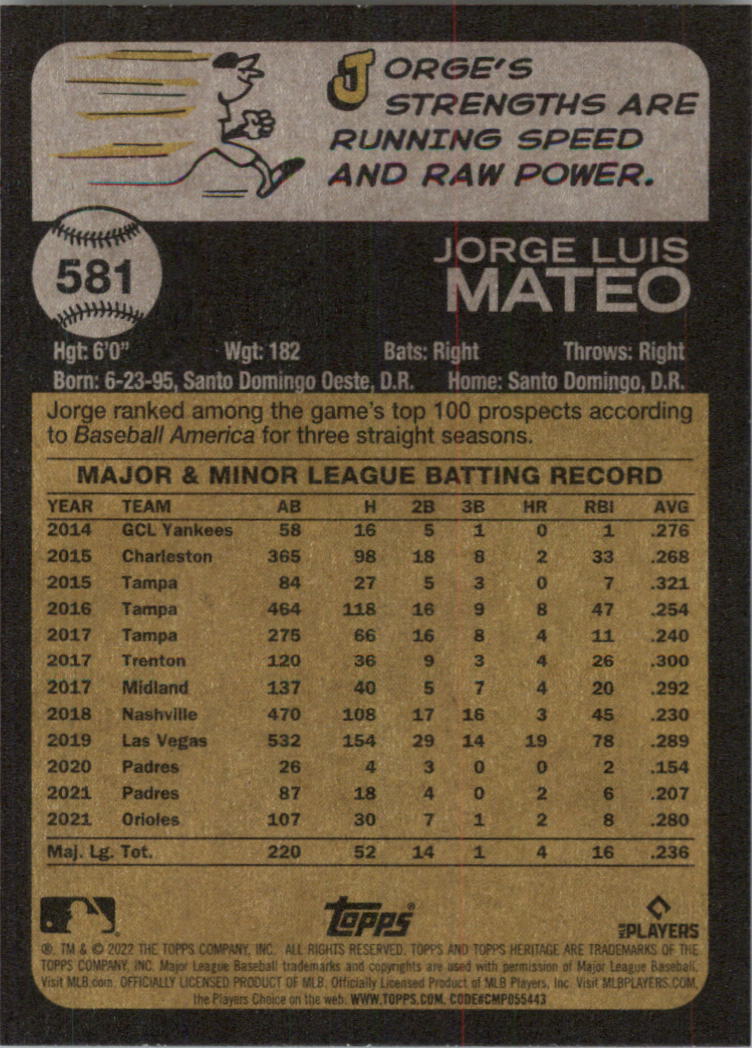 JORGE'S
STRENGTHS ARE
RUNNING SPEED
AND RAW POWER.
581
JORGE LUIS
MATEO
Hgt: 6'0" Wgt: 182 Bats: Right Throws: Right
Born: 6-23-95, Santo Domingo Oeste, D.R. Home: Santo Domingo, D.R.
Jorge ranked among the game's top 100 prospects according
to Baseball America for three straight seasons.
MAJOR & MINOR LEAGUE BATTING RECORD
YEAR TEAM AB H 2B 3B HR RBI AVG
2014 GCL Yankees 58 16 5 1 0 1 .276
2015 Charleston 365 98 18 8 2 33 .268
2015 Tampa 84 27 5 3 0 7 .321
2016 Tampa 464 118 16 9 8 47 .254
2017 Tampa 275 66 16 8 4 11 .240
2017 Trenton 120 36 9 3 4 26 .300
2017 Midland 137 40 5 7 4 20 .292
2018 Nashville 470 108 17 16 3 45 .230
2019 Las Vegas 532 154 29 14 19 78 .289
2020 Padres 26 4 3 0 0 2 .154
2021 Padres 87 18 4 0 2 6 .207
2021 Orioles 107 30 7 1 2 8 .280
Maj. Lg. Tot. 220 52 14 1 4 16 .236
Topps®
MLB PLAYERS
®, TM & © 2022 THE TOPPS COMPANY, INC. ALL RIGHTS RESERVED. TOPPS AND TOPPS HERITAGE ARE TRADEMARKS OF THE
TOPPS COMPANY, INC. Major League Baseball trademarks and copyrights are used with permission of Major League Baseball.
Visit MLB.com. OFFICIALLY LICENSED PRODUCT OF MLB. Officially Licensed Product of MLB Players, Inc. Visit MLBPLAYERS.COM,
the Players Choice on the web. WWW.TOPPS.COM. CODE#CMP055443